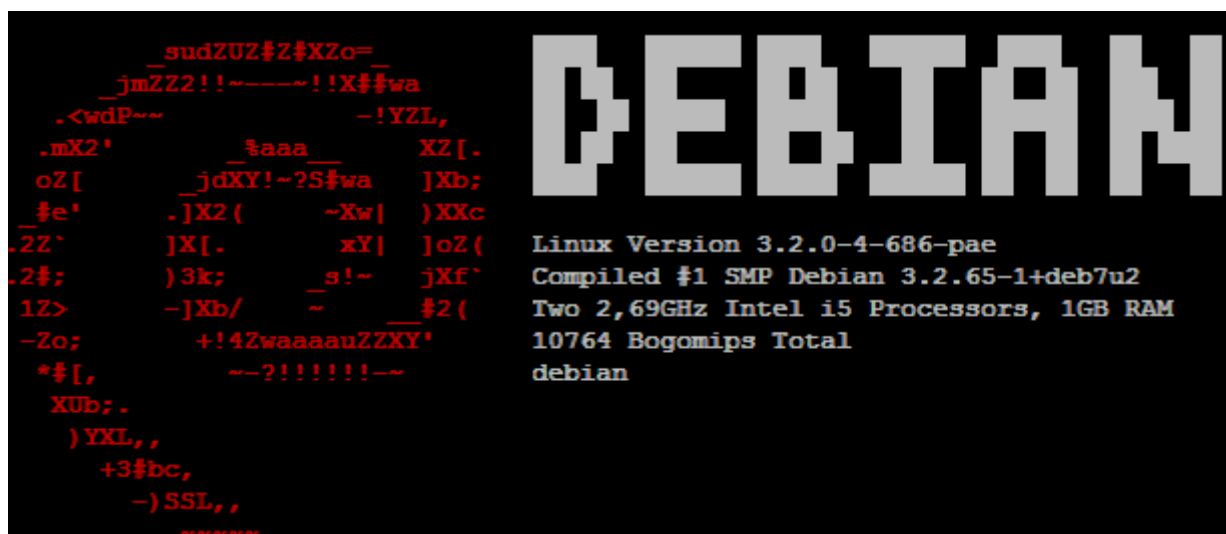 DEBIAN
Linux Version 3.2.0-4-686-pae
Compiled #1 SMP Debian 3.2.65-1+deb7u2
Two 2,69GHz Intel i5 Processors, 1GB RAM
10764 Bogomips Total
debian